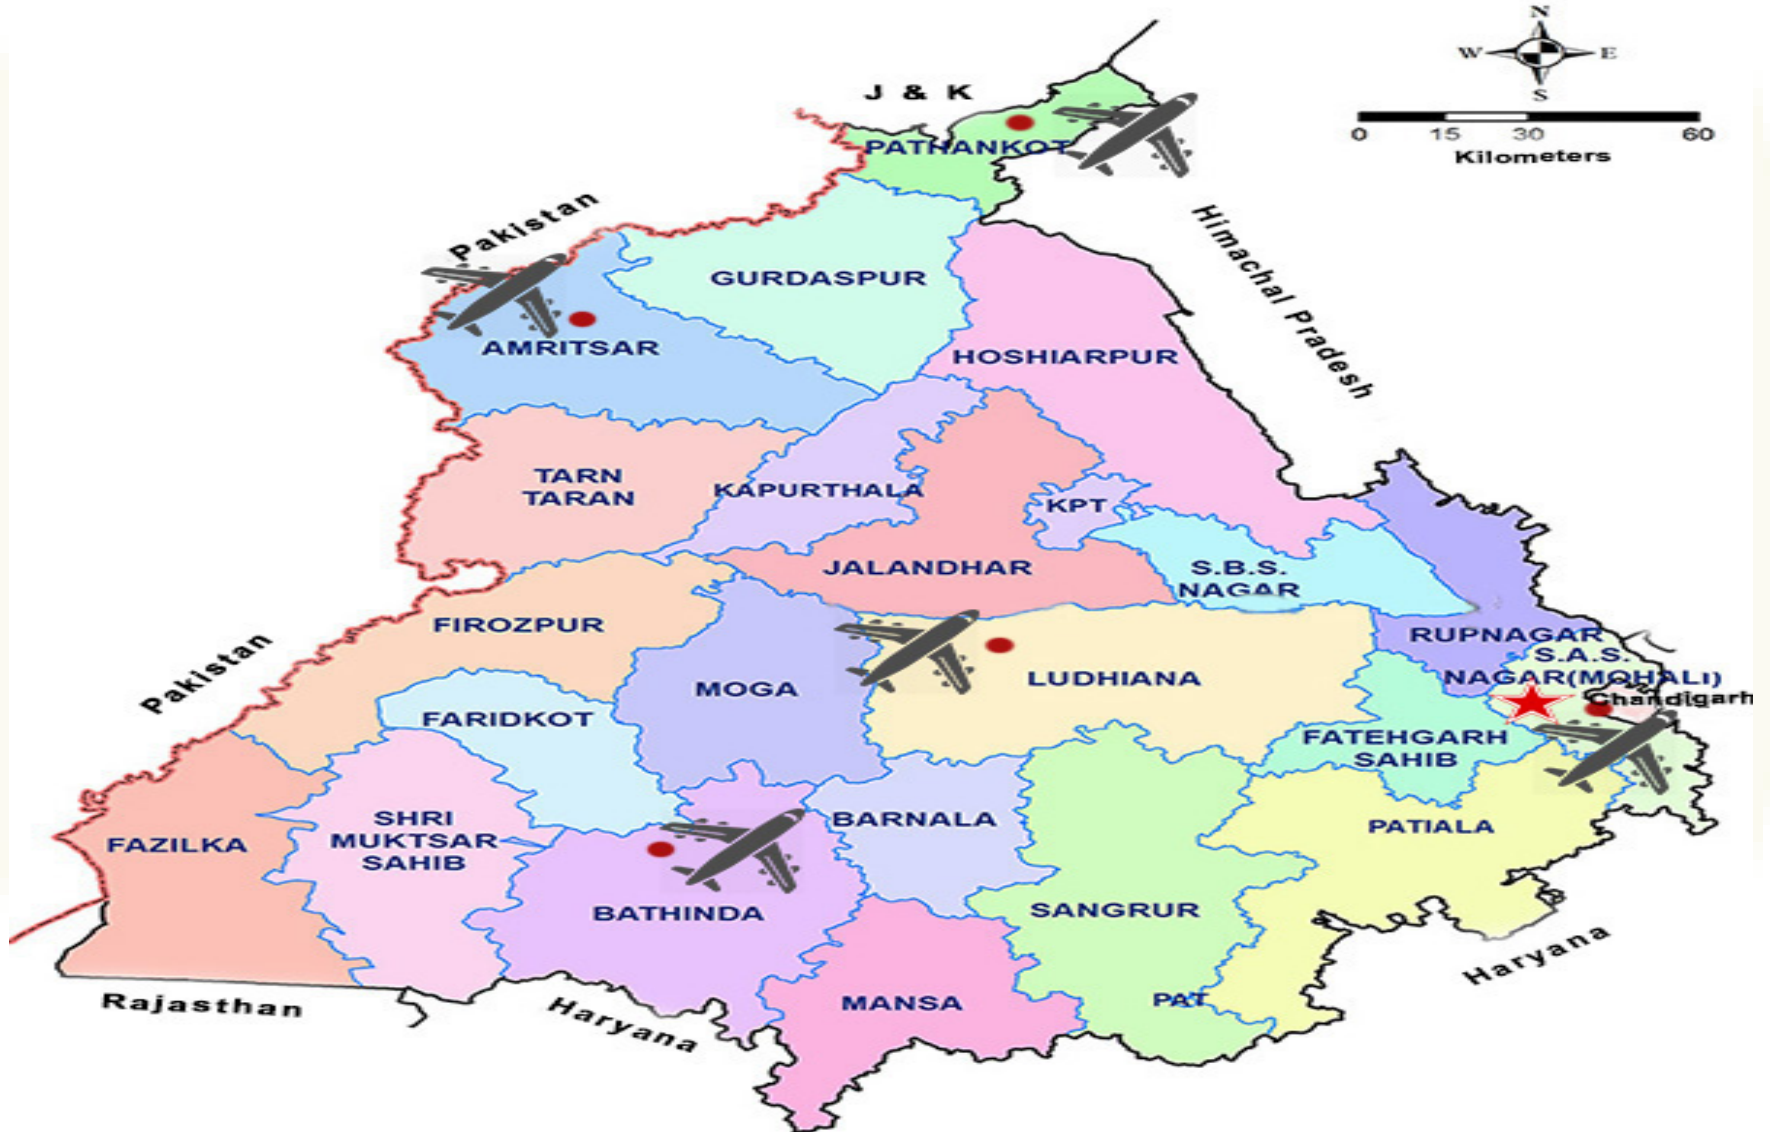 N
W E
S
0 15 30 60
Kilometers
J & K
PATHANKOT
Pakistan
Himachal Pradesh
GURDASPUR
AMRITSAR
HOSHIARPUR
TARN
TARAN
KAPURTHALA
KPT
JALANDHAR
S.B.S.
NAGAR
Pakistan
FIROZPUR
RUPNAGAR
S.A.S.
NAGAR(MOHALI)
Chandigarh
MOGA
LUDHIANA
FARIDKOT
FATEHGARH
SAHIB
SHRI
MUKTSAR
SAHIB
FAZILKA
BARNALA
PATIALA
BATHINDA
SANGRUR
Haryana
MANSA
PAT
Rajasthan
Haryana